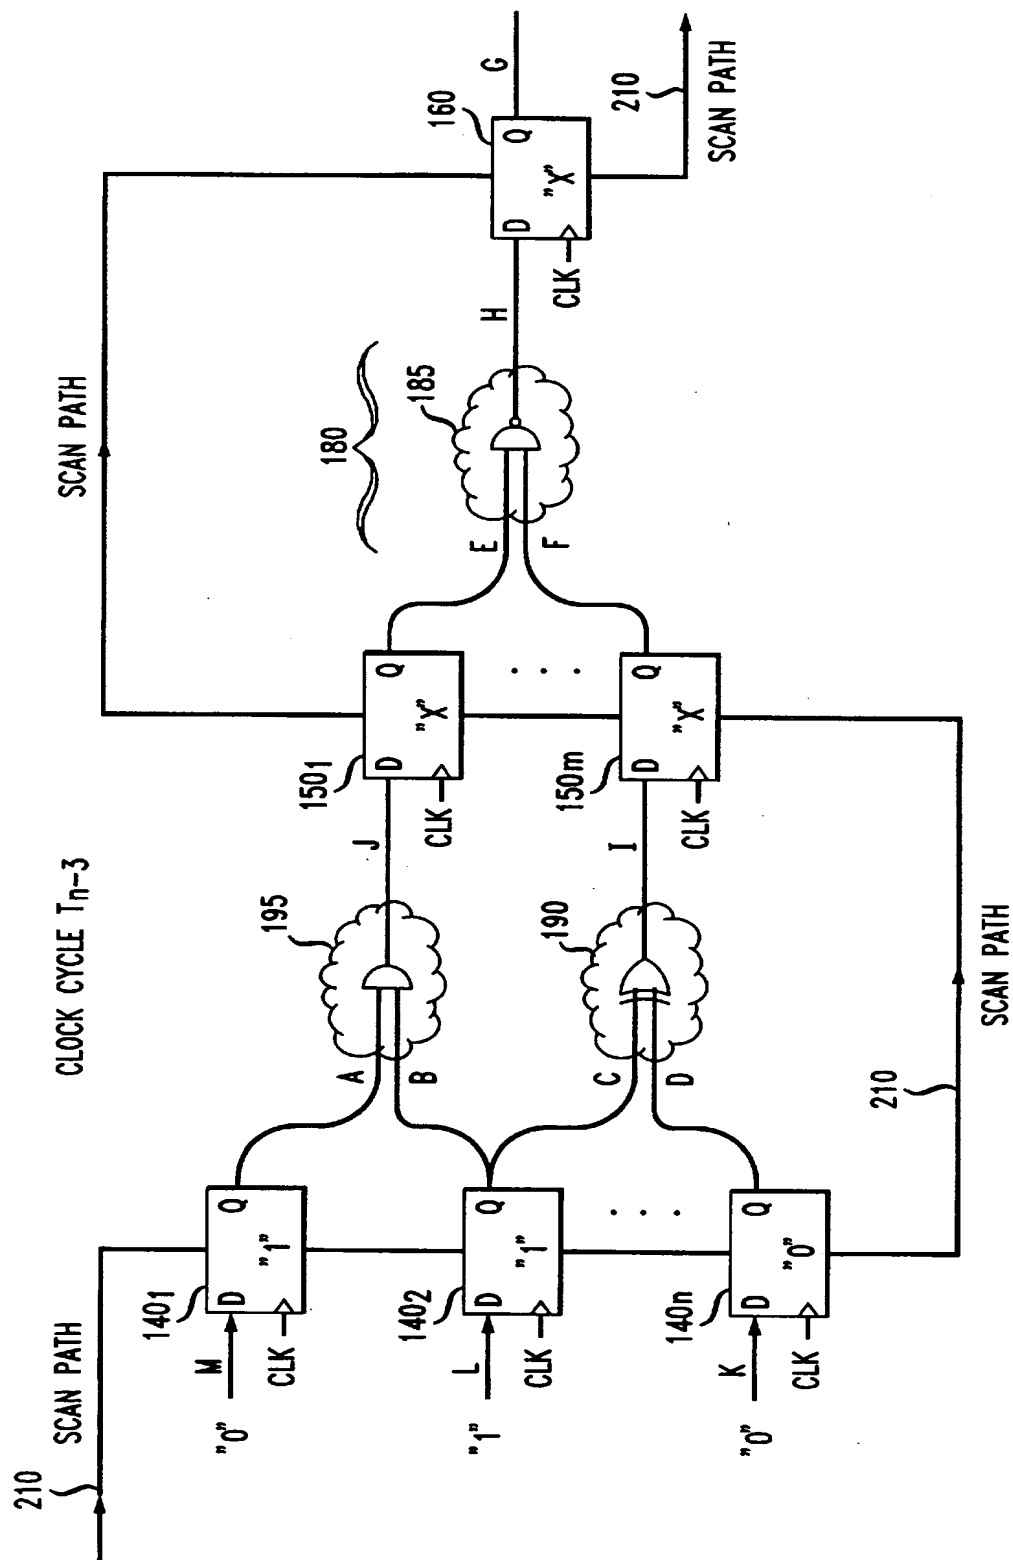 CLOCK CYCLE Tn-3
210
SCAN PATH
SCAN PATH
180
1401
D
Q
"1"
CLK
M
"0"
A
B
195
J
1501
D
Q
"X"
CLK
E
F
185
H
160
D
Q
"X"
CLK
G
210
SCAN PATH
1402
D
Q
"1"
CLK
L
"1"
C
D
190
I
150m
D
Q
"X"
CLK
140n
D
Q
"0"
CLK
K
"0"
210
SCAN PATH